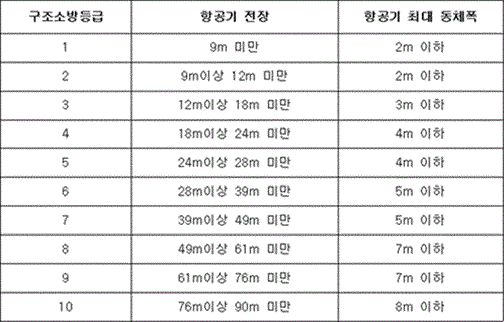 구조소방등급 항공기 전장 항공기 최대 동체폭
1 9m 미만 2m 이하
2 9m이상 12m 미만 2m 이하
3 12m이상 18m 미만 3m 이하
4 18m이상 24m 미만 4m 이하
5 24m이상 28m 미만 4m 이하
6 28m이상 39m 미만 5m 이하
7 39m이상 49m 미만 5m 이하
8 49m이상 61m 미만 7m 이하
9 61m이상 76m 미만 7m 이하
10 76m이상 90m 미만 8m 이하